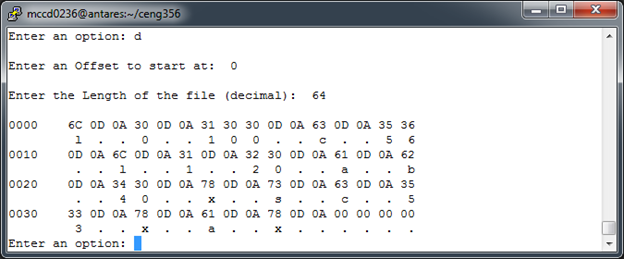 mccd0236@antares:~/ceng356
Enter an option: d
Enter an Offset to start at:  0
Enter the Length of the file (decimal):  64
0000    6C 0D 0A 30 0D 0A 31 30 30 0D 0A 63 0D 0A 35 36
l  .  .  0  .  .  1  0  0  .  .  c  .  .  5  6
0010    0D 0A 6C 0D 0A 31 0D 0A 32 30 0D 0A 61 0D 0A 62
.  .  l  .  .  1  .  .  2  0  .  .  a  .  .  b
0020    0D 0A 34 30 0D 0A 78 0D 0A 73 0D 0A 63 0D 0A 35
.  .  4  0  .  .  x  .  .  s  .  .  c  .  .  5
0030    33 0D 0A 78 0D 0A 61 0D 0A 78 0D 0A 00 00 00 00
3  .  .  x  .  .  a  .  .  x  .  .  .  .  .  .
Enter an option: